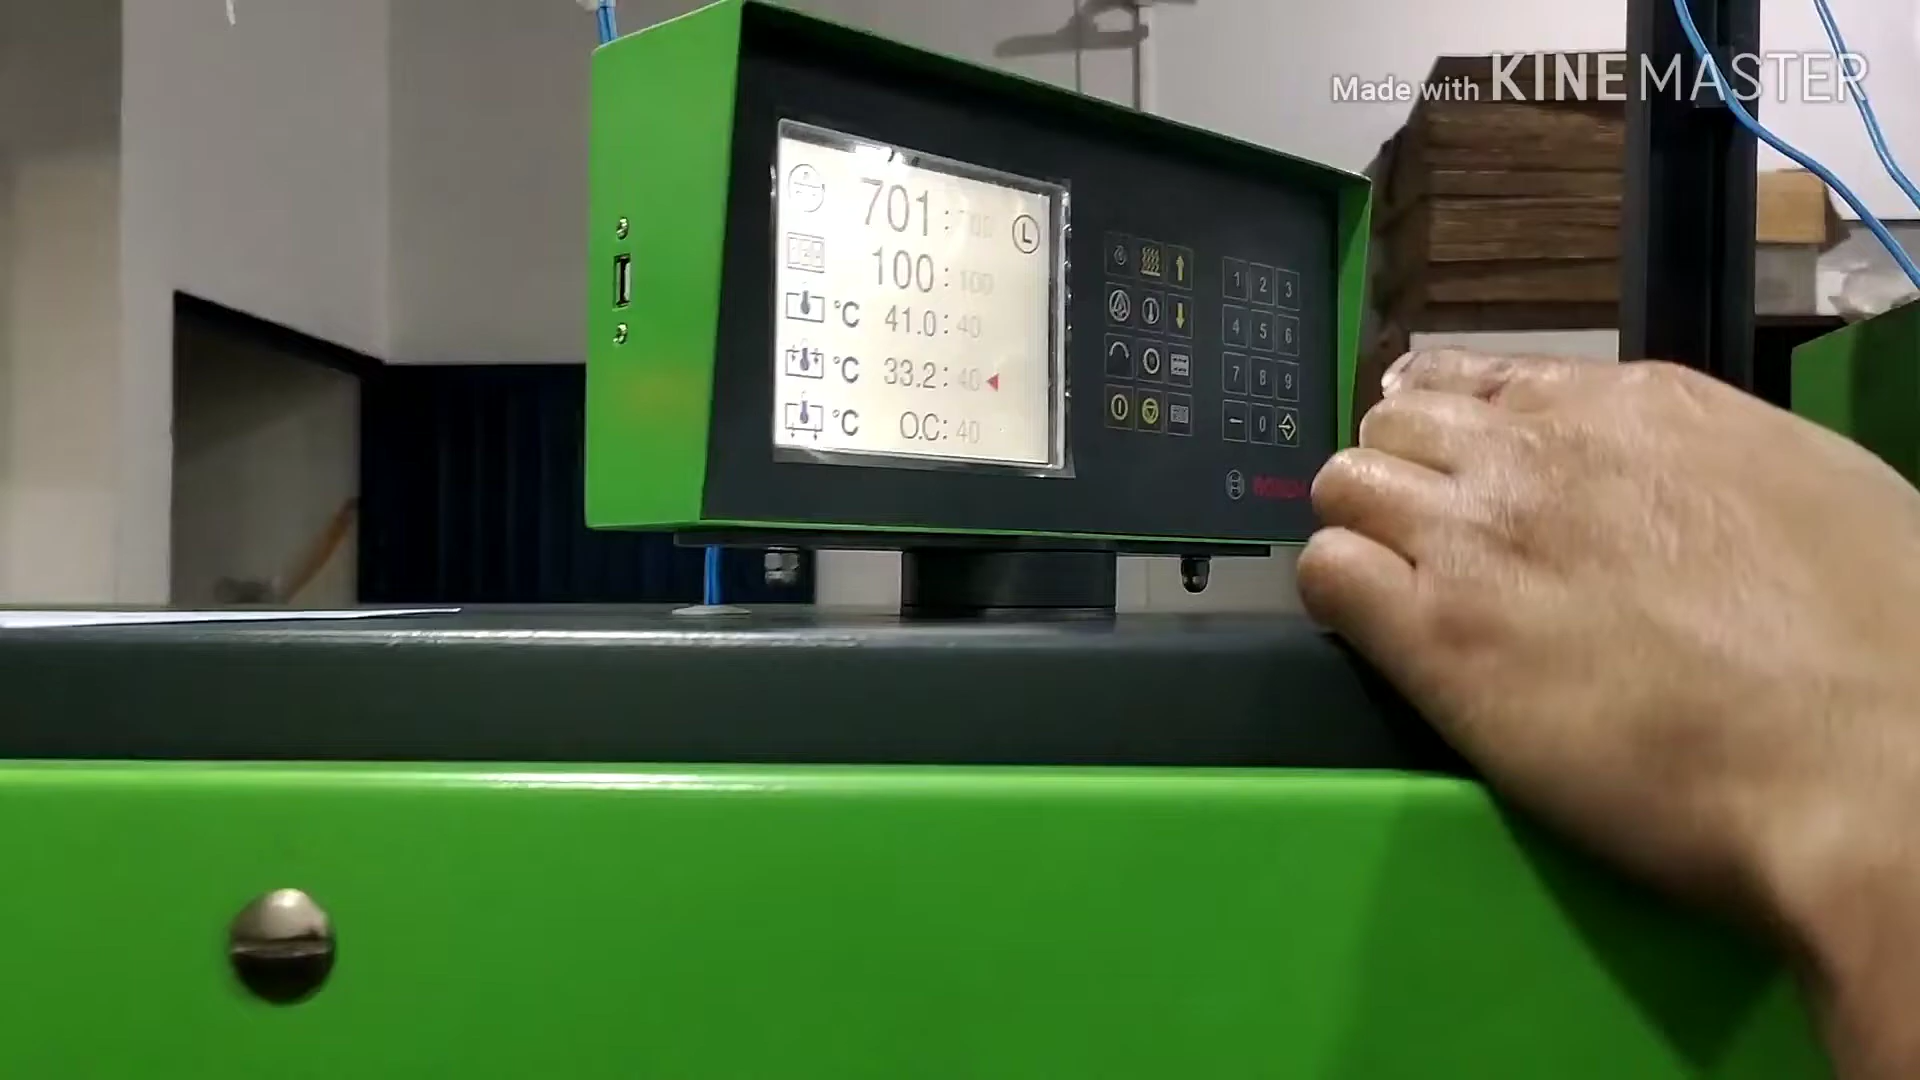 Made with KINEMASTER
701 : 700
L
100 : 100
°C 41.0 : 40
°C 33.2 : 40
°C O.C : 40
1 2 3
4 5 6
7 8 9
– 0
BOSCH